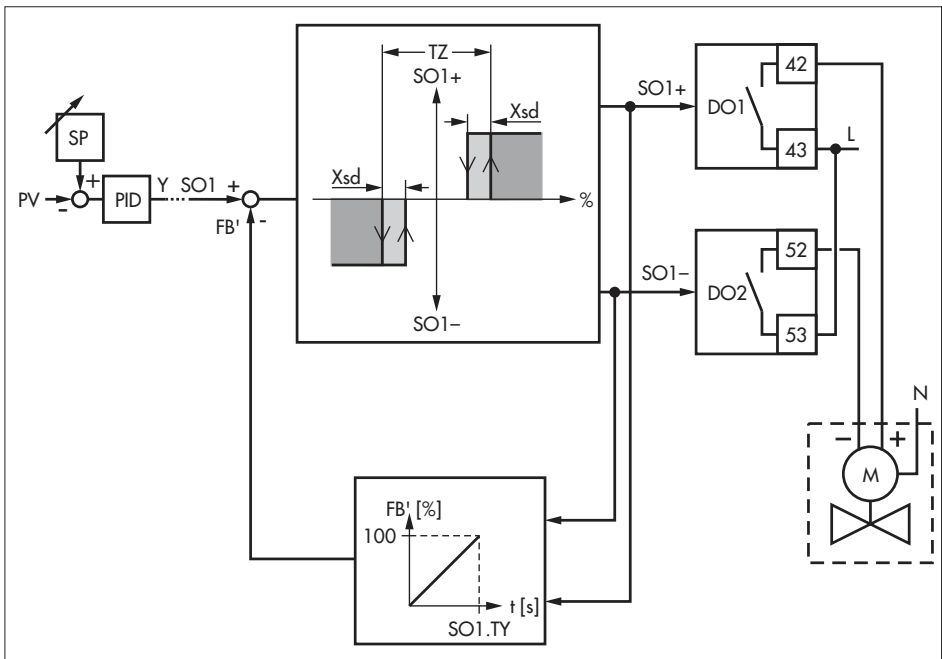 TZ
SO1+
Xsd
Xsd
%
SO1−
SP
+
PV
-
PID
Y
SO1
+
FB'
-
SO1+
DO1
42
43
L
SO1−
DO2
52
53
N
−
+
M
FB' [%]
100
t [s]
SO1.TY